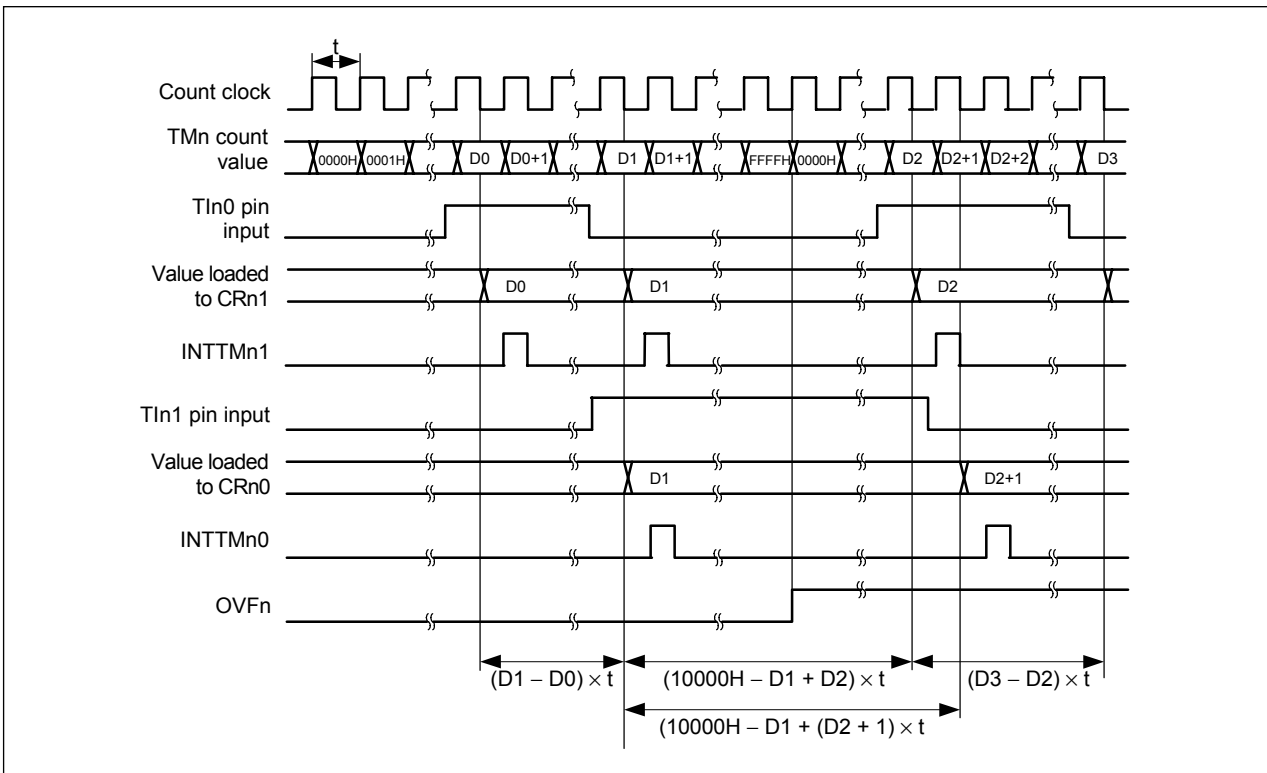 t
Count clock
TMn count
value
0000H 0001H D0 D0+1 D1 D1+1 FFFFH 0000H D2 D2+1 D2+2 D3
TIn0 pin
input
Value loaded
to CRn1
D0 D1 D2
INTTMn1
TIn1 pin input
Value loaded
to CRn0
D1 D2+1
INTTMn0
OVFn
(D1 − D0) × t (10000H − D1 + D2) × t (D3 − D2) × t
(10000H − D1 + (D2 + 1) × t